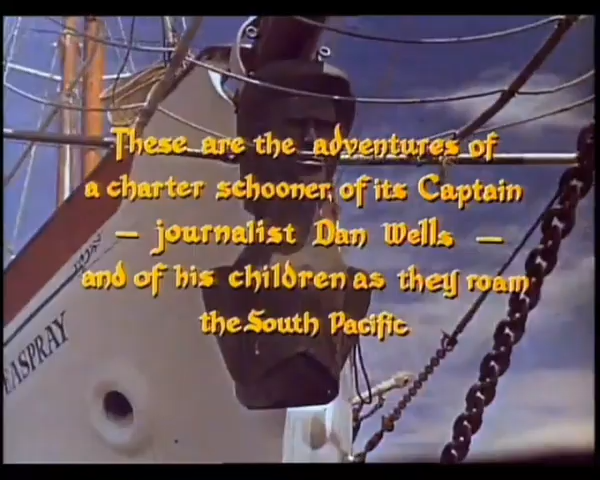 These are the adventures of
a charter schooner, of its Captain
— journalist Dan Wells —
and of his children as they roam
the South Pacific
EASPRAY